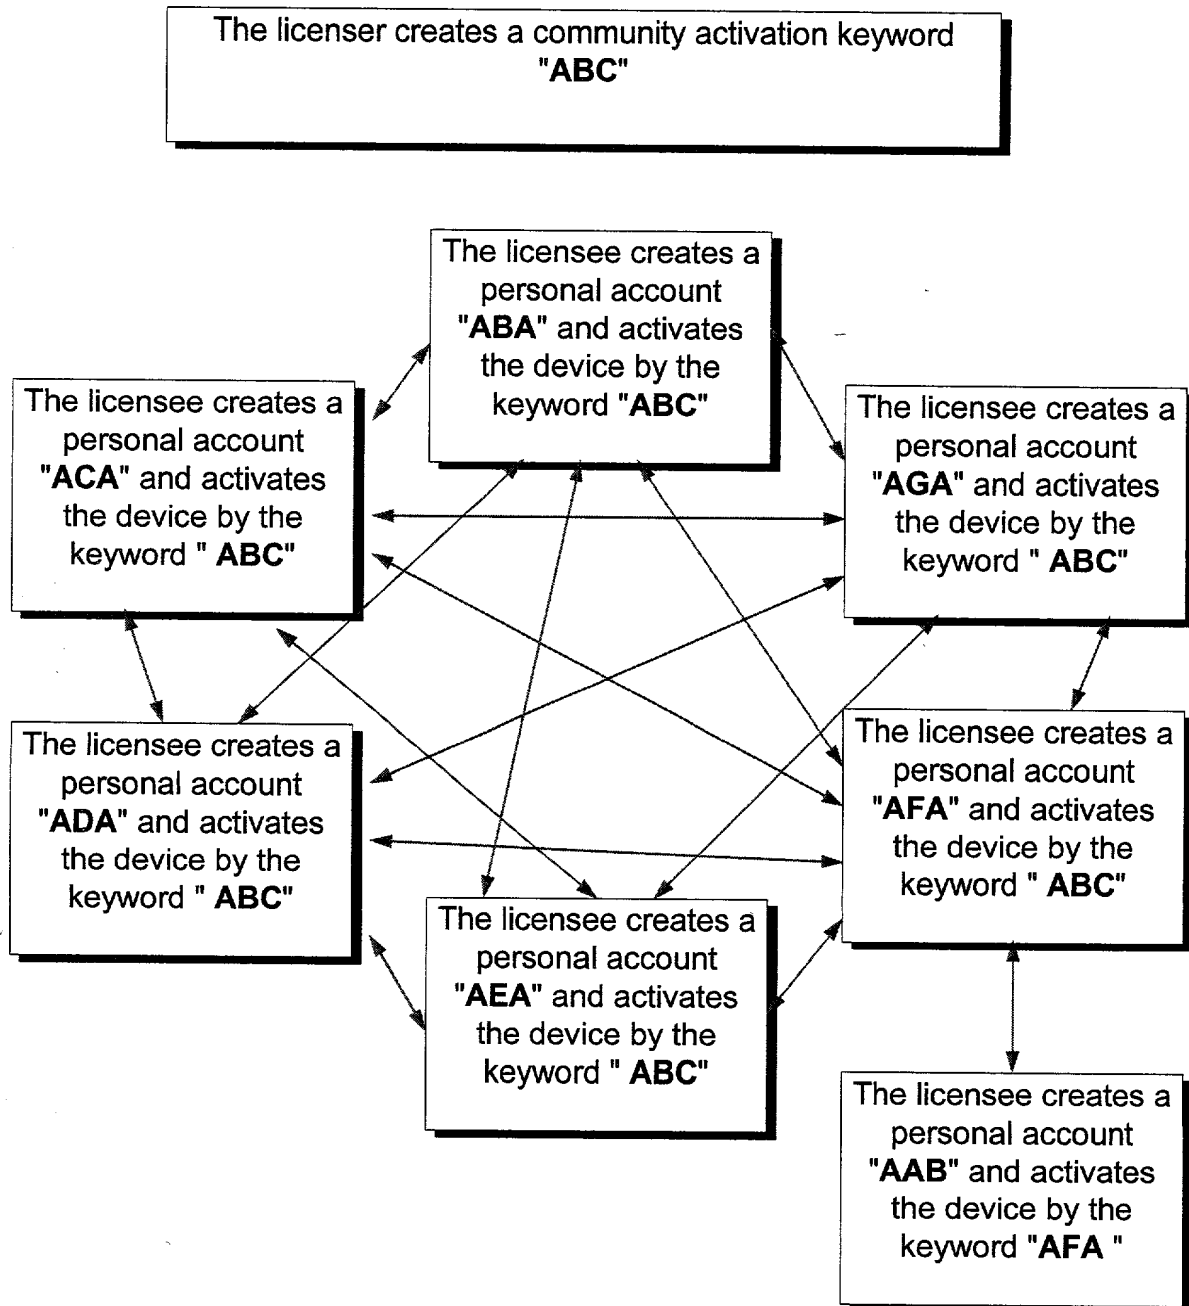 The licenser creates a community activation keyword
"ABC"
The licensee creates a
personal account
"ABA" and activates
the device by the
keyword "ABC"
The licensee creates a
personal account
"ACA" and activates
the device by the
keyword " ABC"
The licensee creates a
personal account
"AGA" and activates
the device by the
keyword " ABC"
The licensee creates a
personal account
"ADA" and activates
the device by the
keyword " ABC"
The licensee creates a
personal account
"AFA" and activates
the device by the
keyword " ABC"
The licensee creates a
personal account
"AEA" and activates
the device by the
keyword " ABC"
The licensee creates a
personal account
"AAB" and activates
the device by the
keyword "AFA "